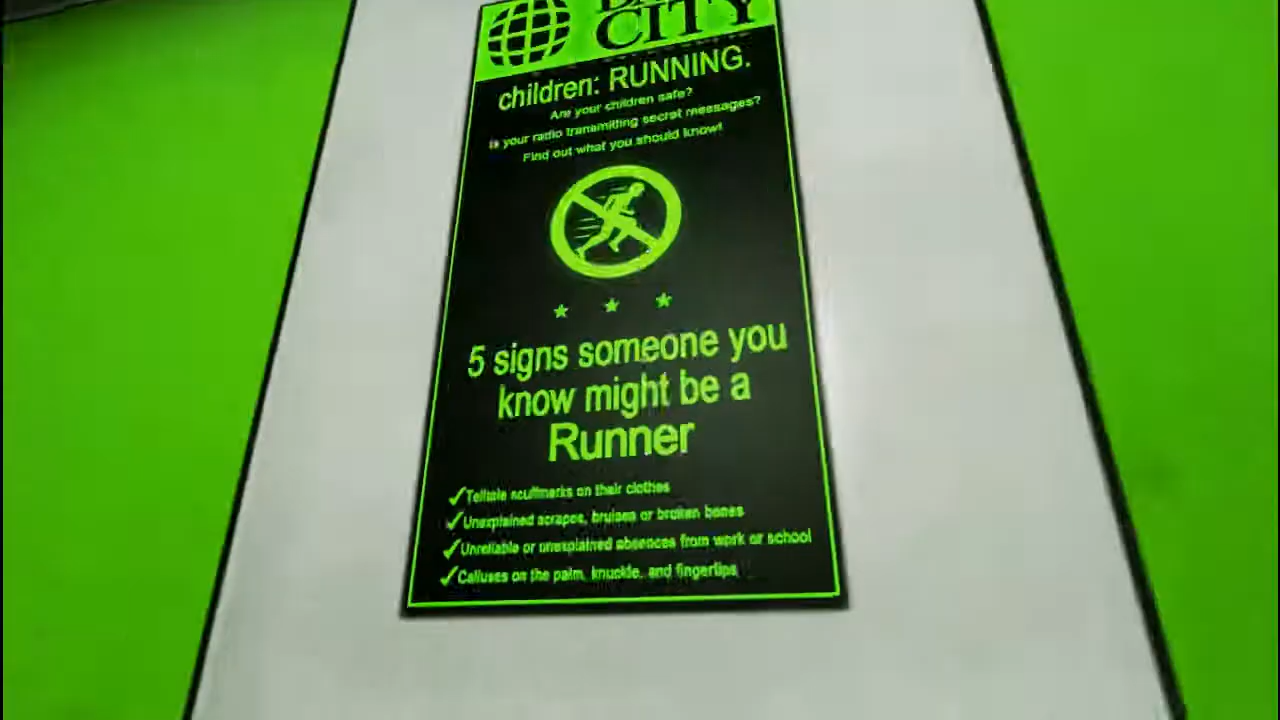 CITY
children: RUNNING.
Are your children safe?
Is your radio transmitting secret messages?
Find out what you should know!
5 signs someone you
know might be a
Runner
Telltale scuffmarks on their clothes
Unexplained scrapes, bruises or broken bones
Unreliable or unexplained absences from work or school
Calluses on the palm, knuckle, and fingertips